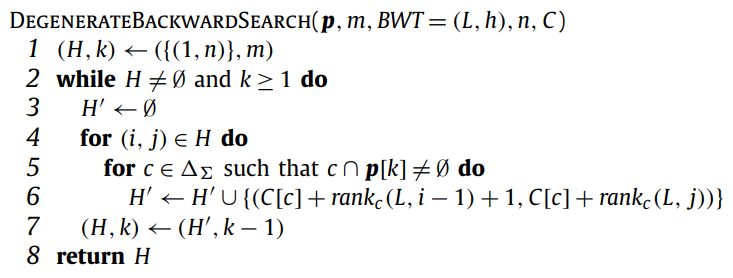 DEGENERATEBACKWARDSEARCH(p, m, BWT = (L, h), n, C)
1 (H, k) ← ({(1, n)}, m)
2 while H ≠ ∅ and k ≥ 1 do
3 H′ ← ∅
4 for (i, j) ∈ H do
5 for c ∈ Δ_Σ such that c ∩ p[k] ≠ ∅ do
6 H′ ← H′ ∪ {(C[c] + rank_c(L, i − 1) + 1, C[c] + rank_c(L, j))}
7 (H, k) ← (H′, k − 1)
8 return H